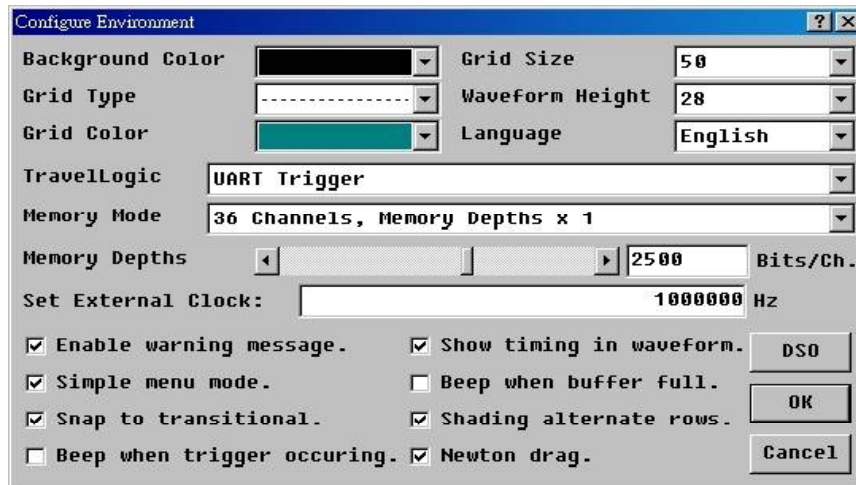 Configure Environment
Background Color Grid Size 50
Grid Type Waveform Height 28
Grid Color Language English
TravelLogic UART Trigger
Memory Mode 36 Channels, Memory Depths x 1
Memory Depths 2500 Bits/Ch.
Set External Clock: 1000000 Hz
Enable warning message. Show timing in waveform. DSO
Simple menu mode. Beep when buffer full.
Snap to transitional. Shading alternate rows. OK
Beep when trigger occuring. Newton drag. Cancel